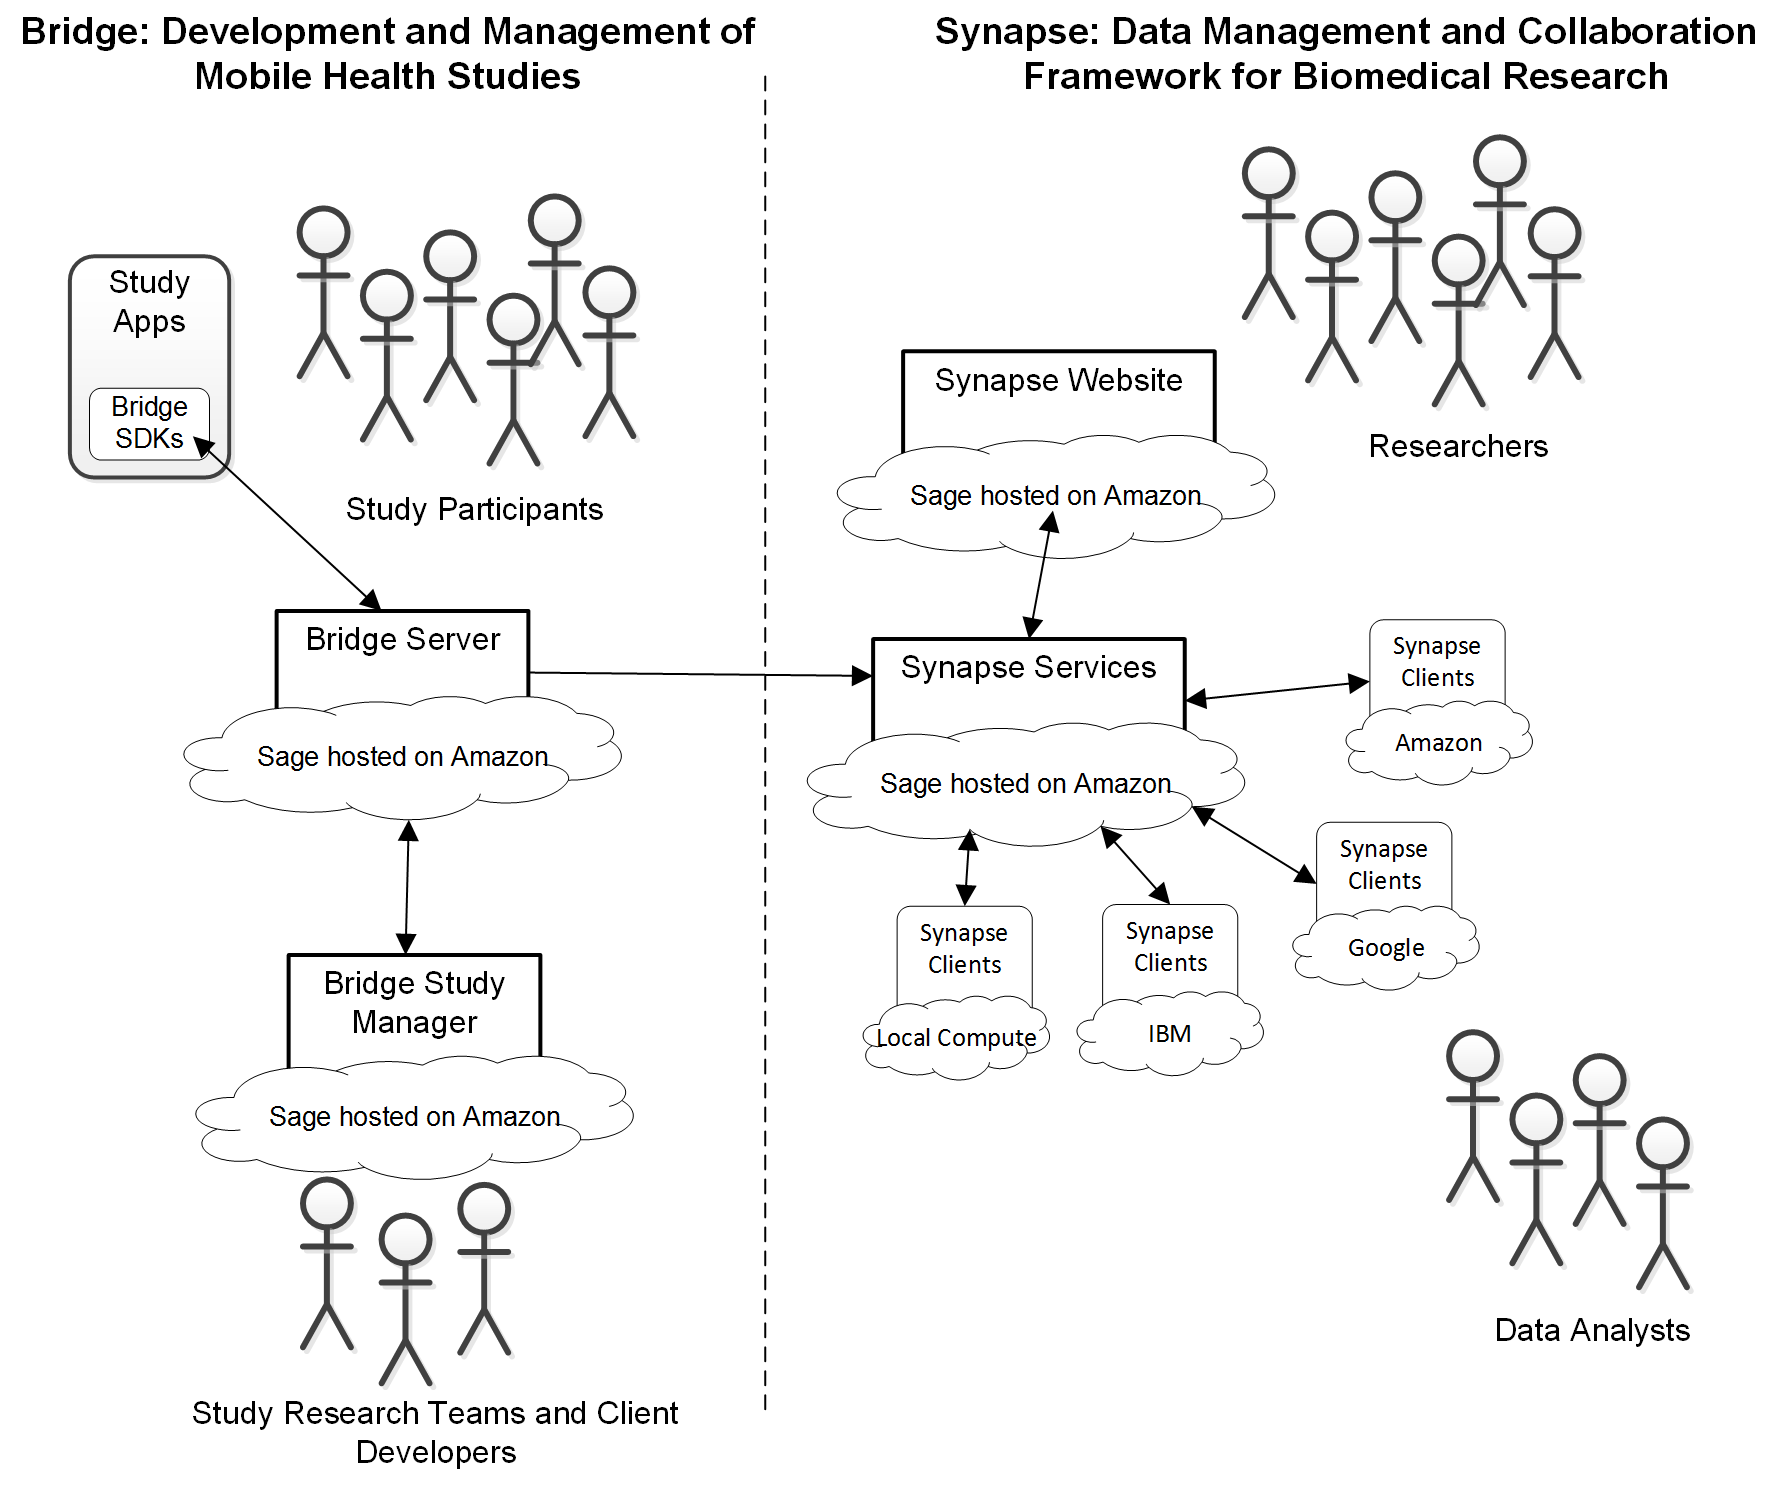 Bridge: Development and Management of
Mobile Health Studies
Study
Apps
Bridge
SDKs
Study Participants
Bridge Server
Sage hosted on Amazon
Bridge Study
Manager
Sage hosted on Amazon
Study Research Teams and Client
Developers
Synapse: Data Management and Collaboration
Framework for Biomedical Research
Researchers
Synapse Website
Sage hosted on Amazon
Synapse Services
Sage hosted on Amazon
Synapse
Clients
Amazon
Synapse
Clients
Google
Synapse
Clients
Local Compute
Synapse
Clients
IBM
Data Analysts